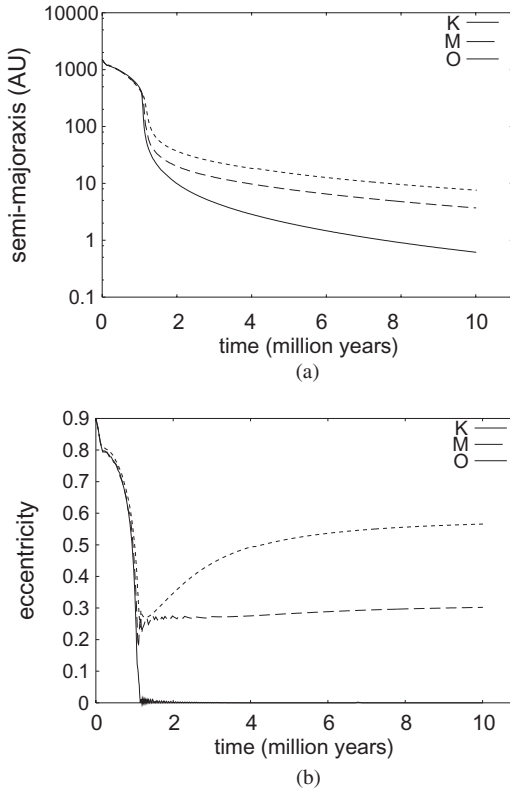 10000
1000
100
10
1
0.1
semi-majoraxis (AU)
K
M
O
0 2 4 6 8 10
time (million years)
(a)
0.9
0.8
0.7
0.6
0.5
0.4
0.3
0.2
0.1
0
eccentricity
K
M
O
0 2 4 6 8 10
time (million years)
(b)